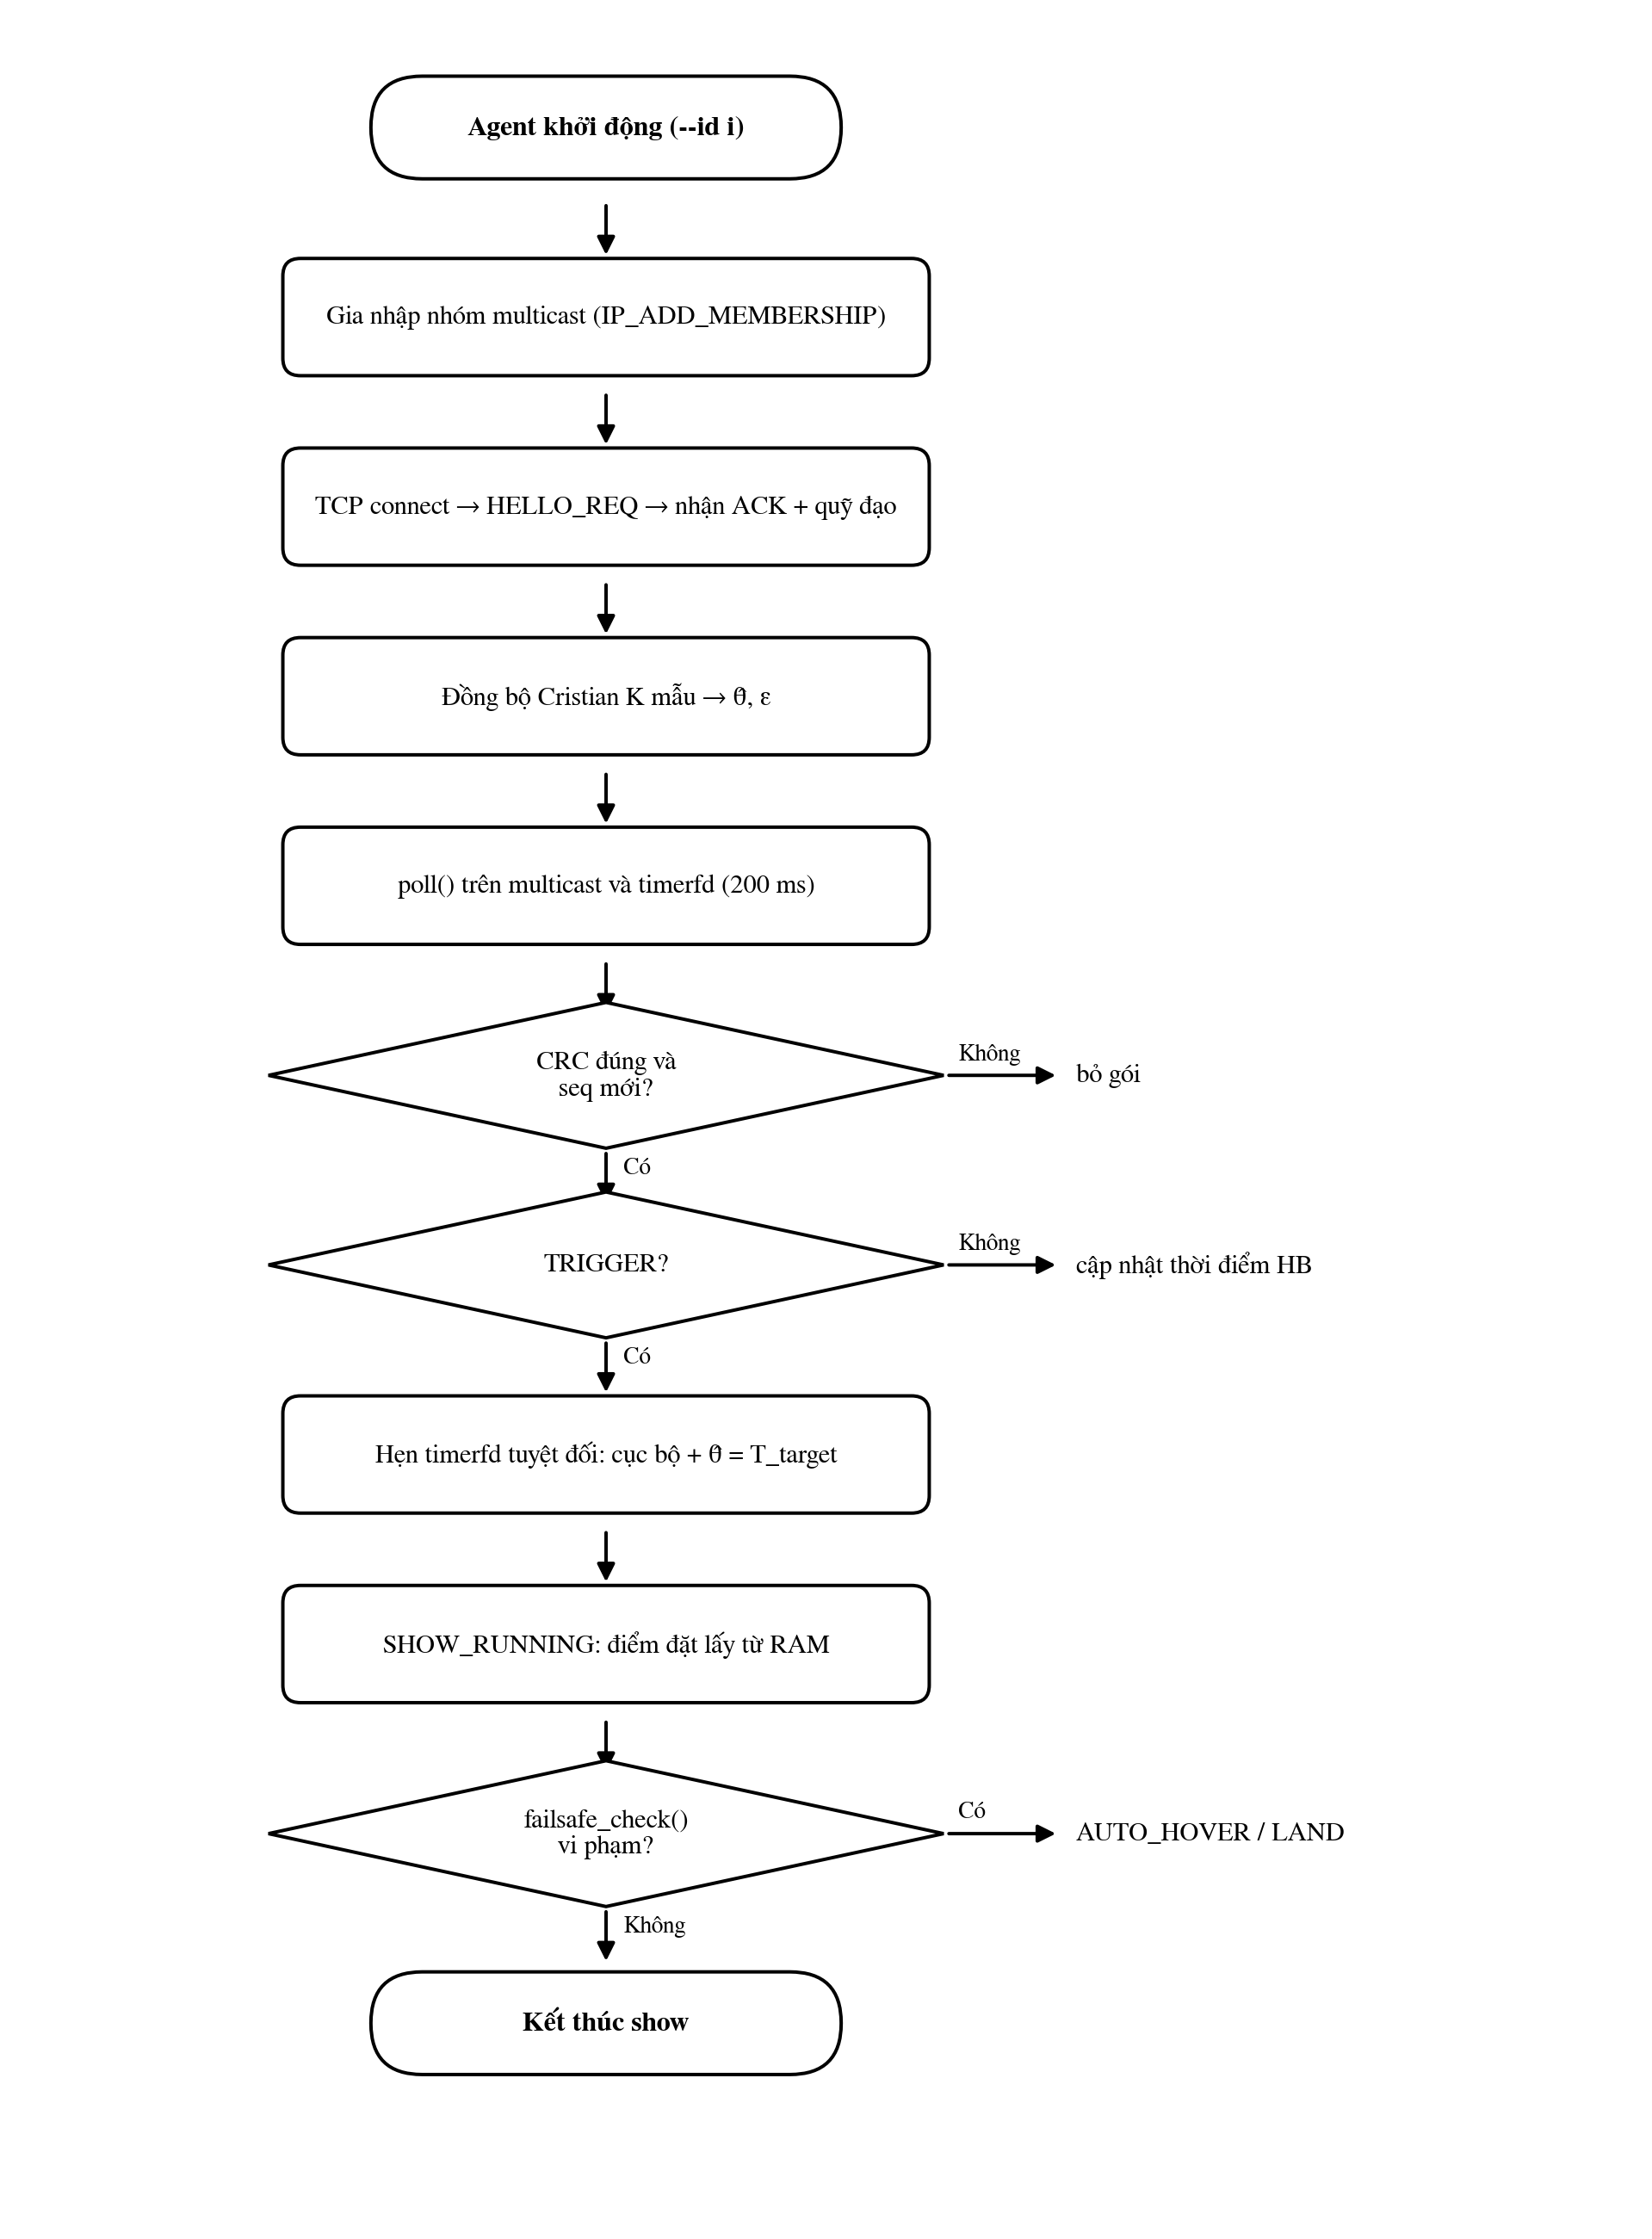 Agent khởi động (--id i)
Gia nhập nhóm multicast (IP_ADD_MEMBERSHIP)
TCP connect → HELLO_REQ → nhận ACK + quỹ đạo
Đồng bộ Cristian K mẫu → θ̂, ε
poll() trên multicast và timerfd (200 ms)
CRC đúng và
seq mới?
Không
bỏ gói
Có
TRIGGER?
Không
cập nhật thời điểm HB
Có
Hẹn timerfd tuyệt đối: cục bộ + θ̂ = T_target
SHOW_RUNNING: điểm đặt lấy từ RAM
failsafe_check()
vi phạm?
Có
AUTO_HOVER / LAND
Không
Kết thúc show